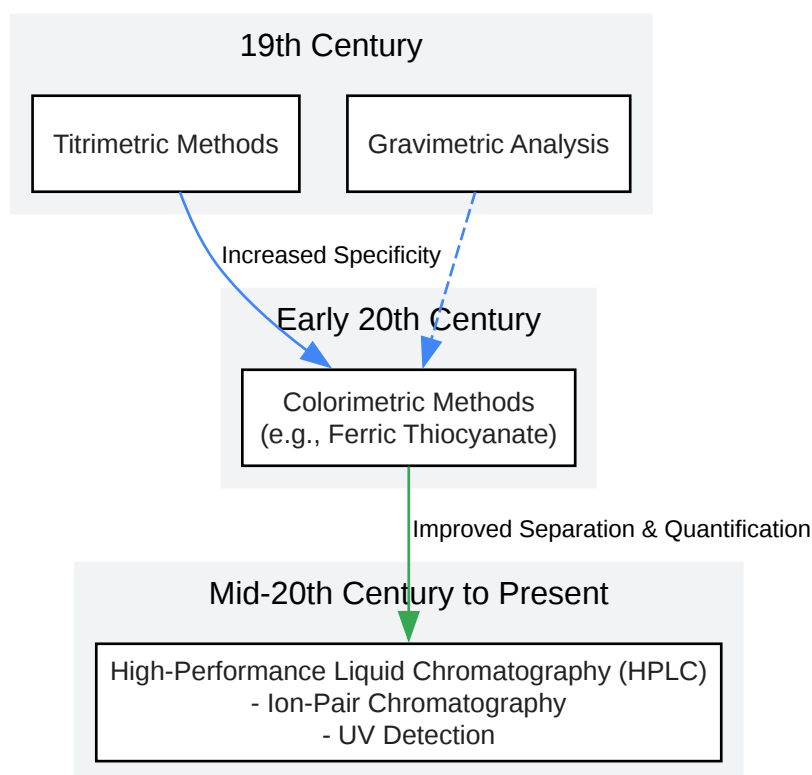 19th Century
Titrimetric Methods
Gravimetric Analysis
Increased Specificity
Early 20th Century
Colorimetric Methods
(e.g., Ferric Thiocyanate)
Improved Separation & Quantification
Mid-20th Century to Present
High-Performance Liquid Chromatography (HPLC)
- Ion-Pair Chromatography
- UV Detection